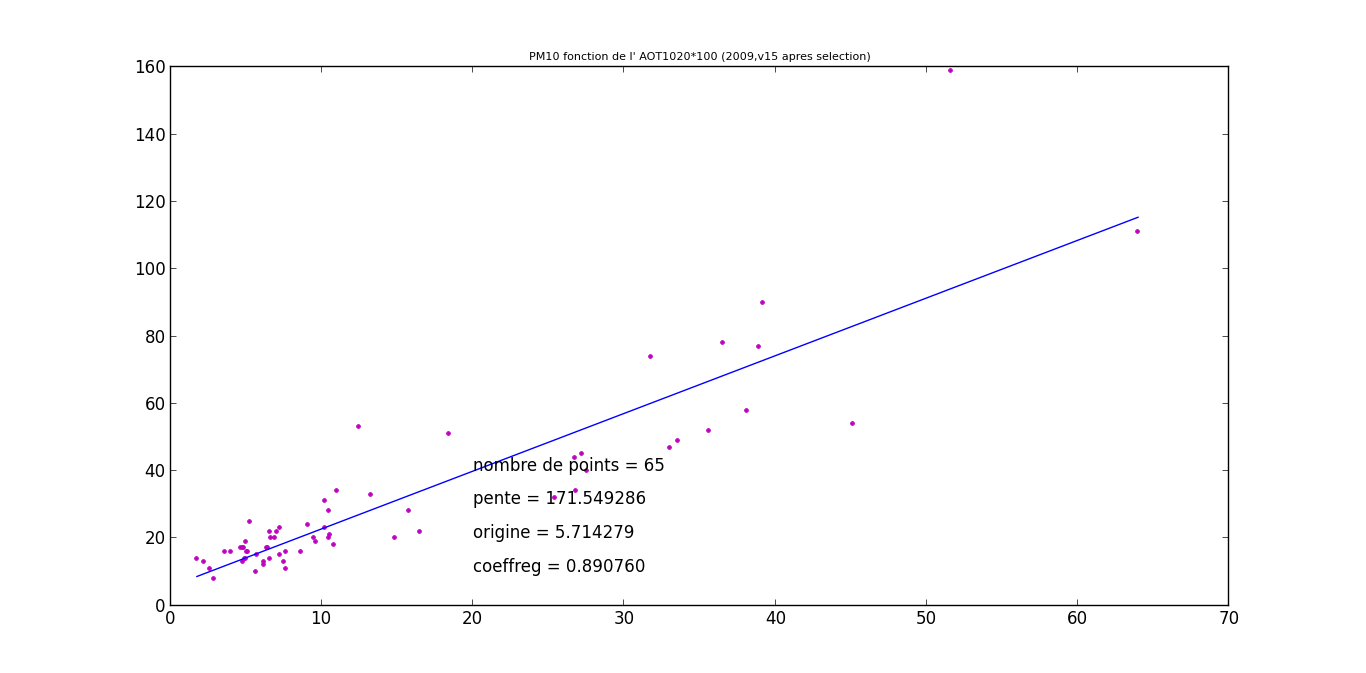 PM10 fonction de l' AOT1020*100 (2009,v15 apres selection)
160
140
120
100
80
60
40
20
0
nombre de points = 65
pente = 171.549286
origine = 5.714279
coeffreg = 0.890760
0 10 20 30 40 50 60 70